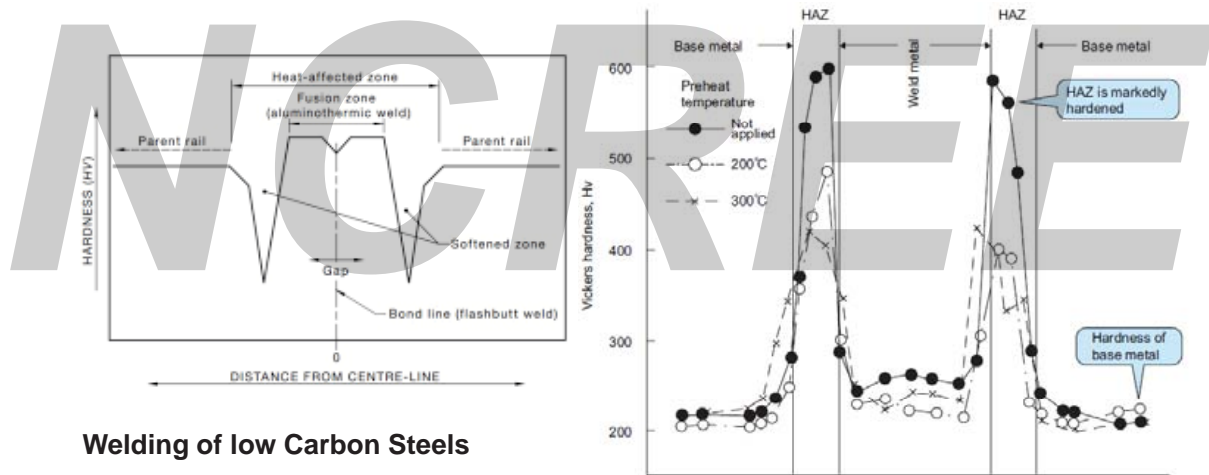 NCREE
Heat-affected zone
Fusion zone
(aluminothermic weld)
Parent rail
Parent rail
HARDNESS (HV)
Softened zone
Gap
Bond line (flashbutt weld)
0
DISTANCE FROM CENTRE-LINE
Welding of low Carbon Steels
HAZ
HAZ
Base metal
Weld metal
Base metal
600
500
400
300
200
Vickers hardness, Hv
Preheat
temperature
Not
applied
200°C
300°C
HAZ is markedly
hardened
Hardness of
base metal